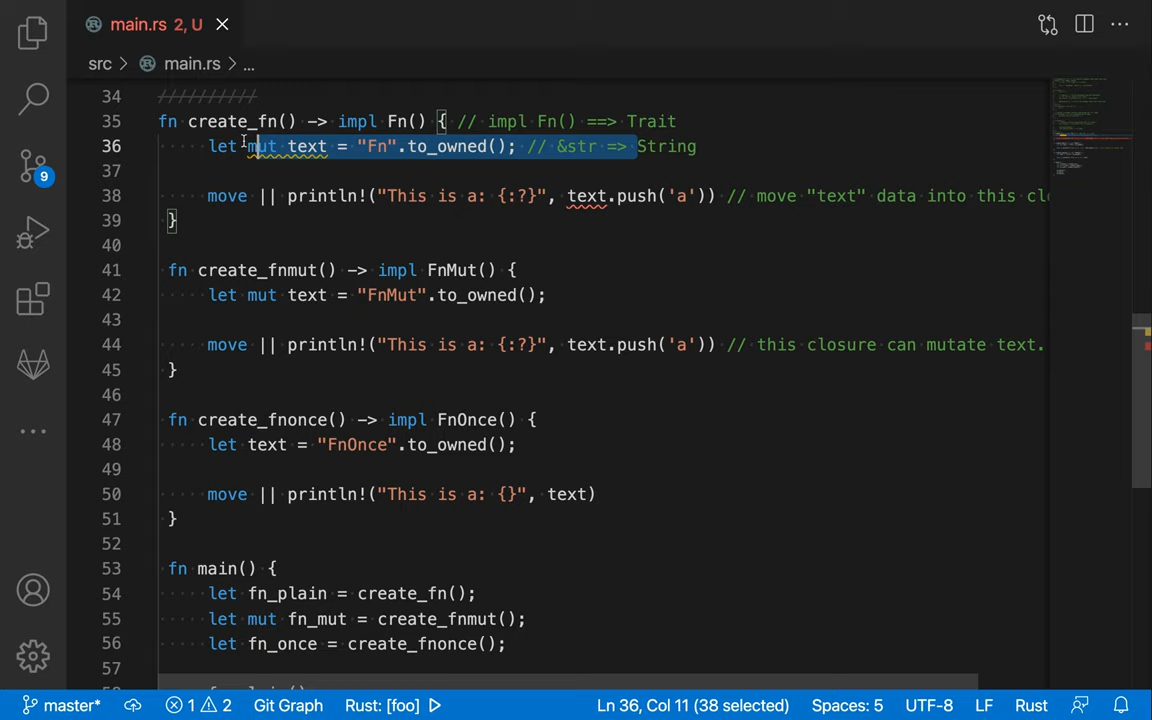 main.rs 2, U
src > main.rs > ...
34 //////////
35 fn create_fn() -> impl Fn() { // impl Fn() ==> Trait
36 let mut text = "Fn".to_owned(); // &str => String
37
38 move || println!("This is a: {:?}", text.push('a')) // move "text" data into this
39 }
40
41 fn create_fnmut() -> impl FnMut() {
42 let mut text = "FnMut".to_owned();
43
44 move || println!("This is a: {:?}", text.push('a')) // this closure can mutate text.
45 }
46
47 fn create_fnonce() -> impl FnOnce() {
48 let text = "FnOnce".to_owned();
49
50 move || println!("This is a: {}", text)
51 }
52
53 fn main() {
54 let fn_plain = create_fn();
55 let mut fn_mut = create_fnmut();
56 let fn_once = create_fnonce();
57
9
master* 1 2 Git Graph Rust: [foo] Ln 36, Col 11 (38 selected) Spaces: 5 UTF-8 LF Rust